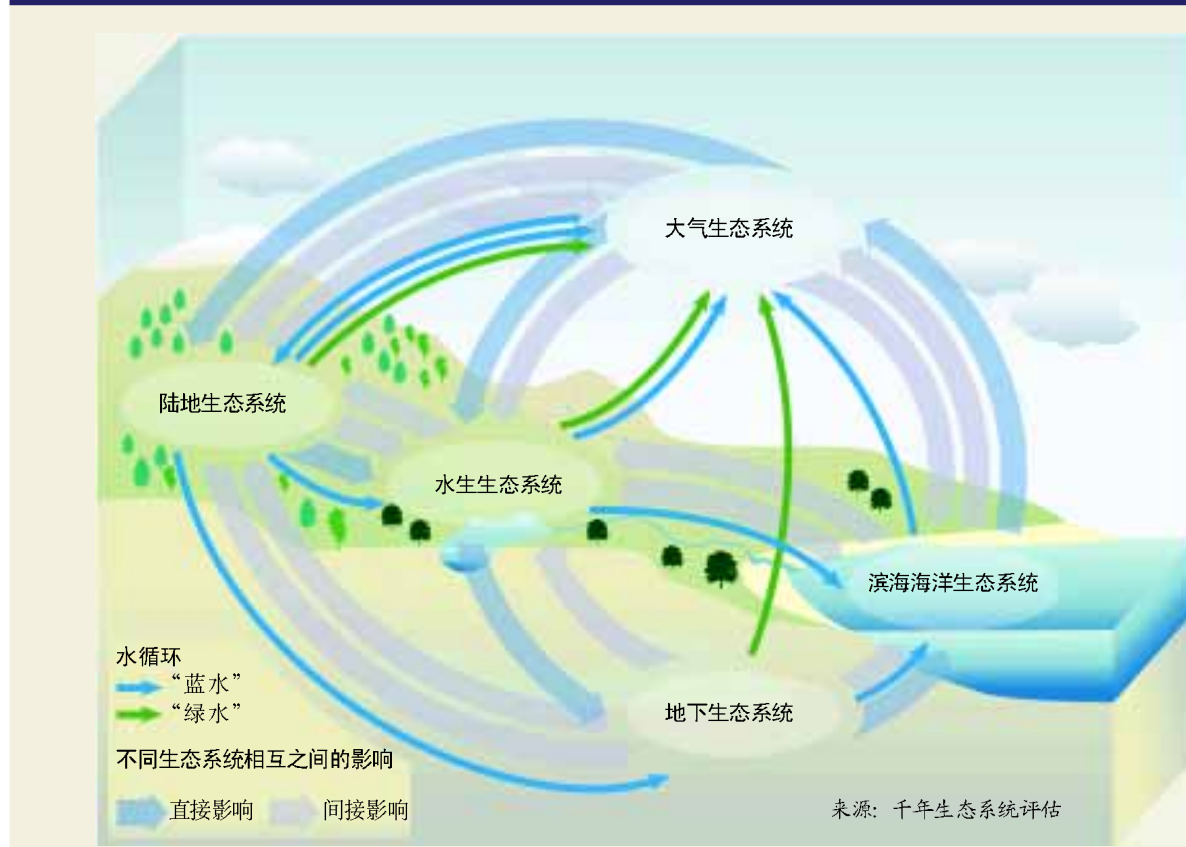 大气生态系统
陆地生态系统
水生生态系统
滨海海洋生态系统
地下生态系统
水循环
“蓝水”
“绿水”
不同生态系统相互之间的影响
直接影响 间接影响
来源: 千年生态系统评估